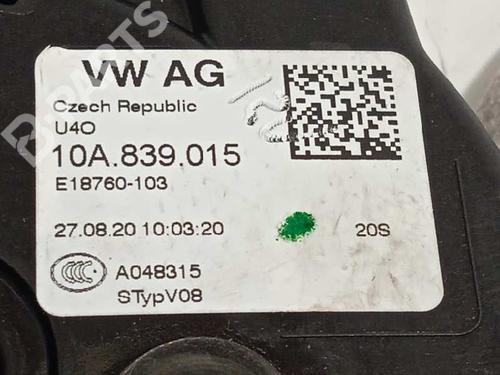 VW AG
Czech Republic
U4O
10A.839.015
E18760-103
27.08.20 10:03:20
20S
A048315
STypV08
B-PARTS